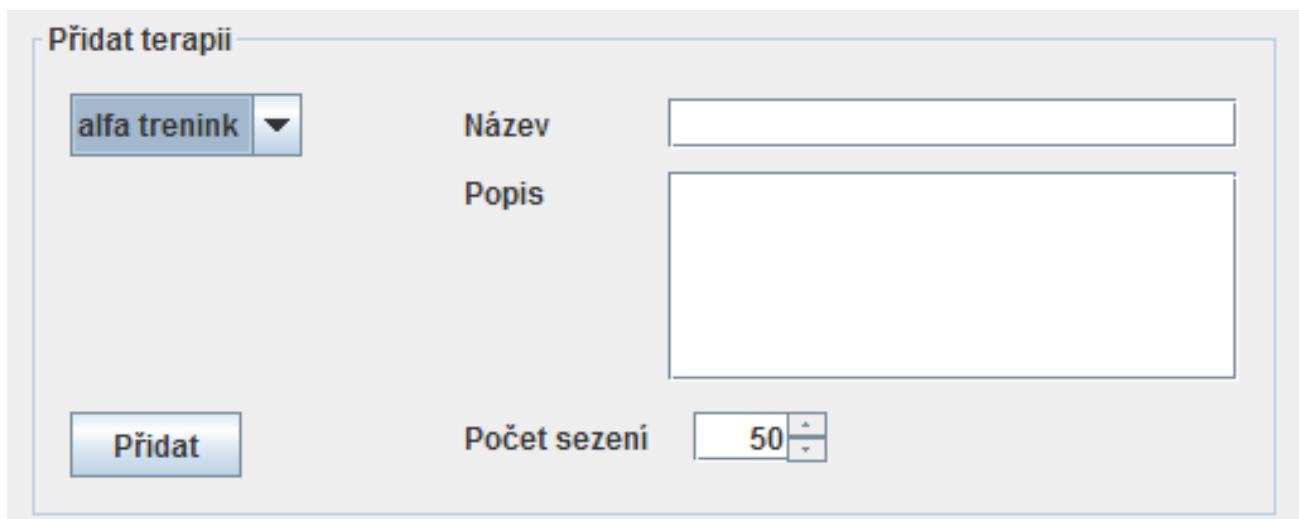 Přidat terapii
alfa trenink
Název
Popis
Přidat
Počet sezení
50